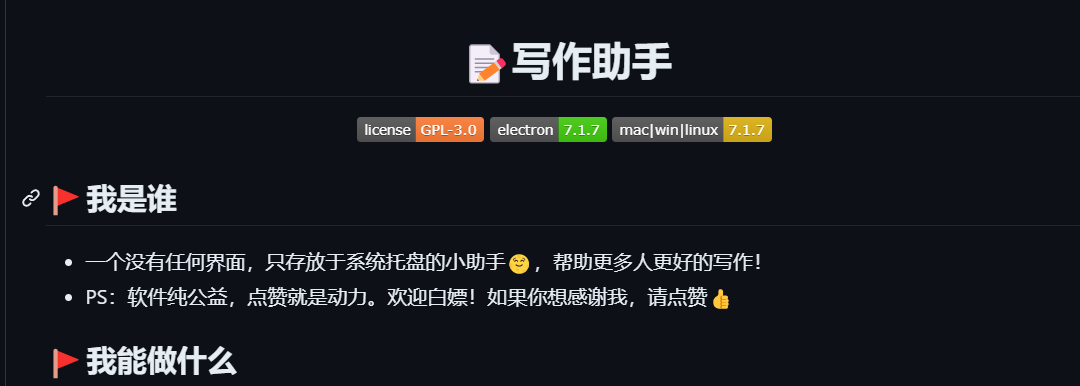 📝写作助手
license GPL-3.0 electron 7.1.7 mac|win|linux 7.1.7
🚩我是谁
• 一个没有任何界面，只存放于系统托盘的小助手😊，帮助更多人更好的写作！
• PS：软件纯公益，点赞就是动力。欢迎白嫖！如果你想感谢我，请点赞👍
🚩我能做什么